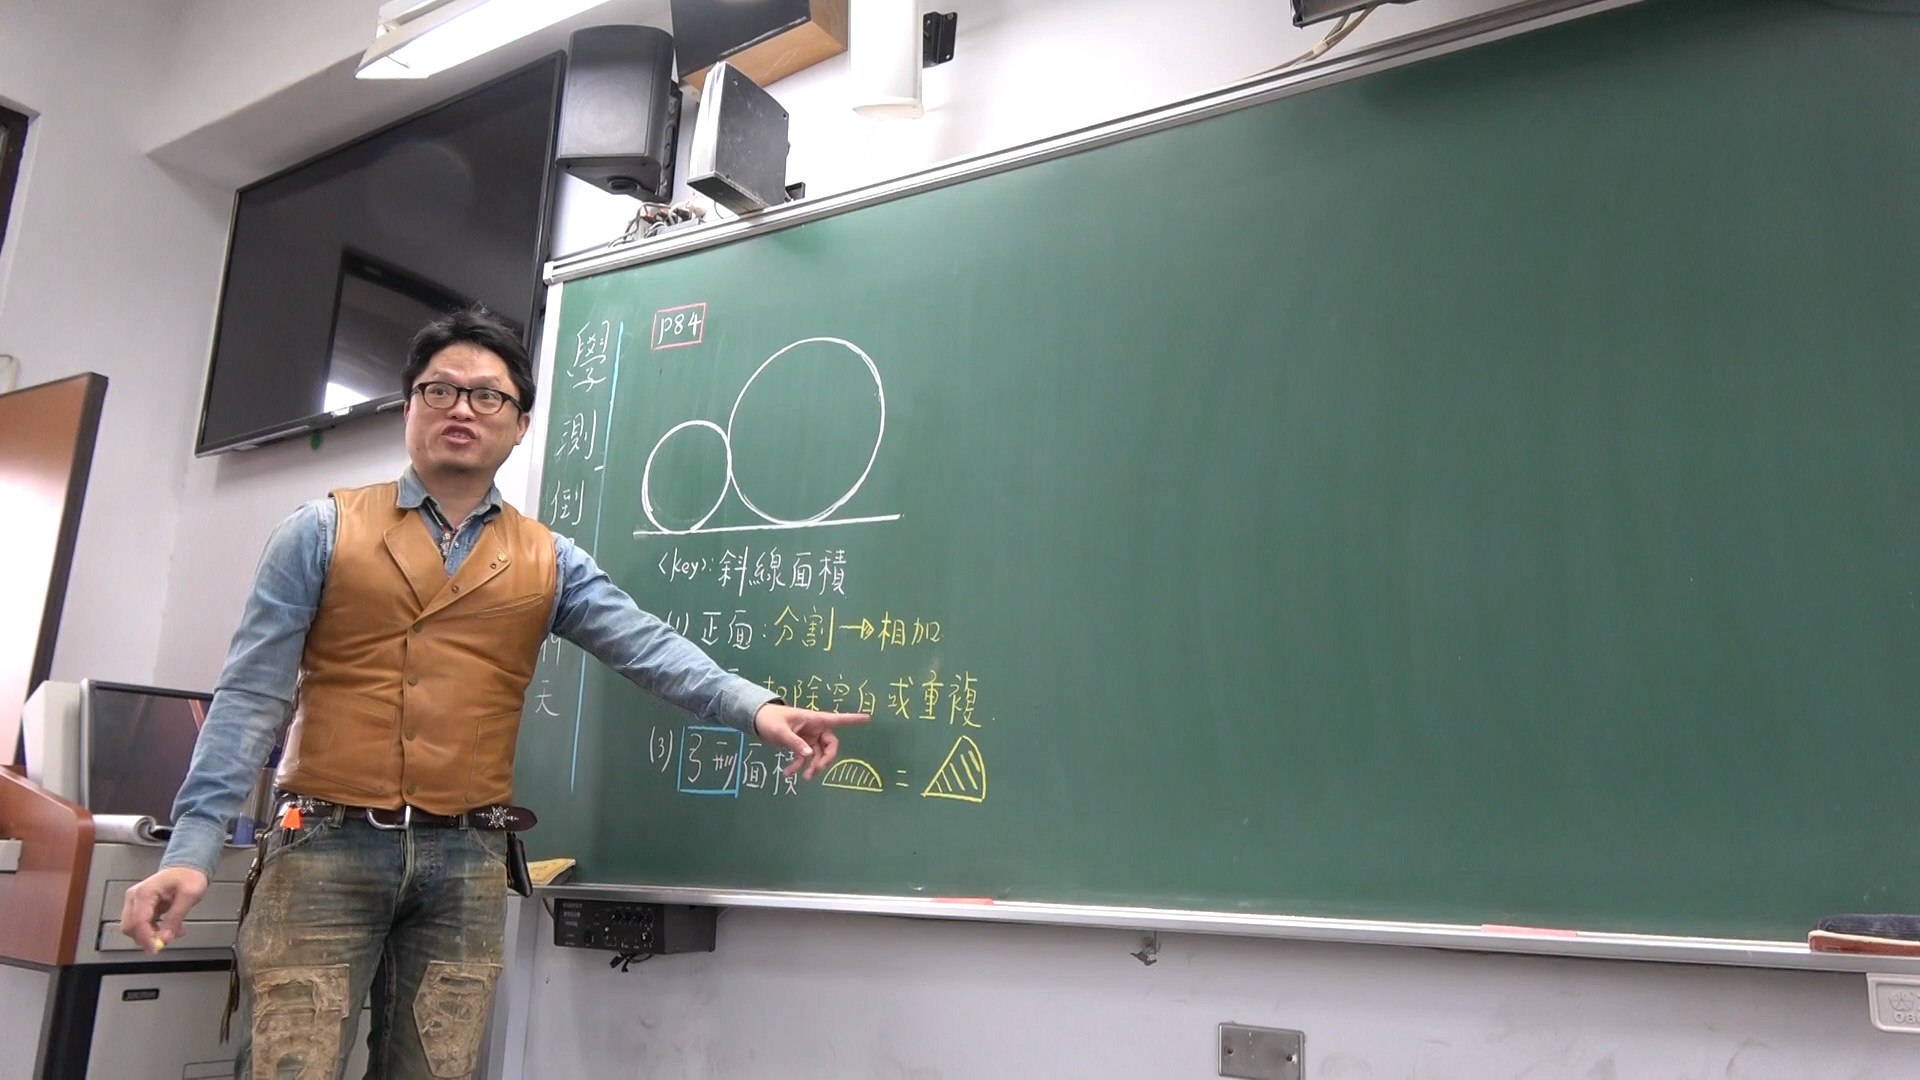 P84
學測倒
天
<key>:斜線面積
(1) 正面:分割→相加
扣除空白或重複.
(3) 弓形面積 =